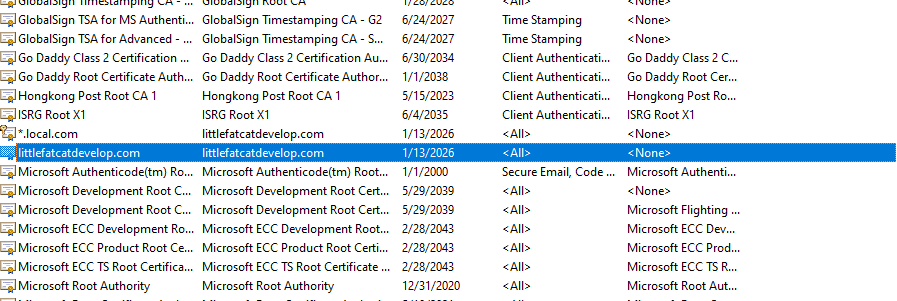 GlobalSign Root CA 1/28/2028 <All> <None>
GlobalSign TSA for MS Authenti... GlobalSign Timestamping CA - G2 6/24/2027 Time Stamping <None>
GlobalSign TSA for Advanced - ... GlobalSign Timestamping CA - S... 6/24/2027 Time Stamping <None>
Go Daddy Class 2 Certification ... Go Daddy Class 2 Certification Au... 6/30/2034 Client Authenticati... Go Daddy Class 2 C...
Go Daddy Root Certificate Auth... Go Daddy Root Certificate Author... 1/1/2038 Client Authenticati... Go Daddy Root Cer...
Hongkong Post Root CA 1 Hongkong Post Root CA 1 5/15/2023 Client Authenticati... Hongkong Post Ro...
ISRG Root X1 ISRG Root X1 6/4/2035 Client Authenticati... ISRG Root X1
*.local.com littlefatcatdevelop.com 1/13/2026 <All> <None>
littlefatcatdevelop.com littlefatcatdevelop.com 1/13/2026 <All> <None>
Microsoft Authenticode(tm) Ro... Microsoft Authenticode(tm) Root... 1/1/2000 Secure Email, Code ... Microsoft Authenti...
Microsoft Development Root C... Microsoft Development Root Cert... 5/29/2039 <All> <None>
Microsoft Development Root C... Microsoft Development Root Cert... 5/29/2039 <All> Microsoft Flighting ...
Microsoft ECC Development Ro... Microsoft ECC Development Root... 2/28/2043 <All> Microsoft ECC Dev...
Microsoft ECC Product Root Ce... Microsoft ECC Product Root Certi... 2/28/2043 <All> Microsoft ECC Prod...
Microsoft ECC TS Root Certifica... Microsoft ECC TS Root Certificate ... 2/28/2043 <All> Microsoft ECC TS R...
Microsoft Root Authority Microsoft Root Authority 12/31/2020 <All> Microsoft Root Aut...